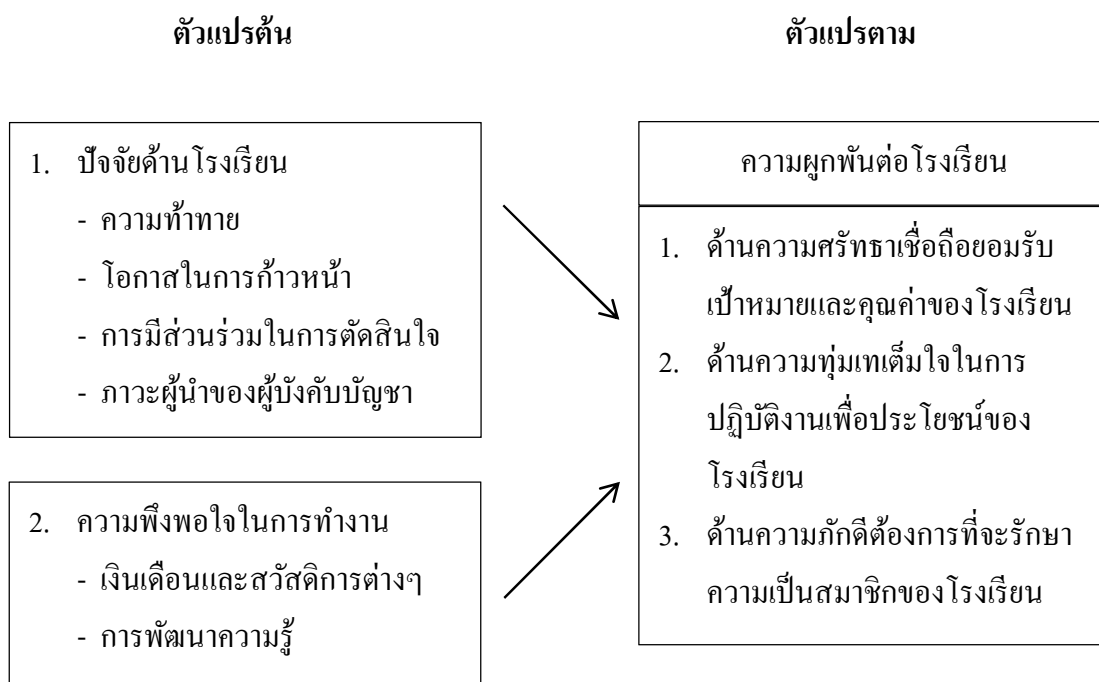 ตัวแปรต้น
ตัวแปรตาม
1. ปัจจัยด้านโรงเรียน
- ความท้าทาย
- โอกาสในการก้าวหน้า
- การมีส่วนร่วมในการตัดสินใจ
- ภาวะผู้นำของผู้บังคับบัญชา
2. ความพึงพอใจในการทำงาน
- เงินเดือนและสวัสดิการต่างๆ
- การพัฒนาความรู้
ความผูกพันต่อโรงเรียน
1. ด้านความศรัทธาเชื่อถือยอมรับ
เป้าหมายและคุณค่าของโรงเรียน
2. ด้านความทุ่มเทเต็มใจในการ
ปฏิบัติงานเพื่อประโยชน์ของ
โรงเรียน
3. ด้านความภักดีต้องการที่จะรักษา
ความเป็นสมาชิกของโรงเรียน